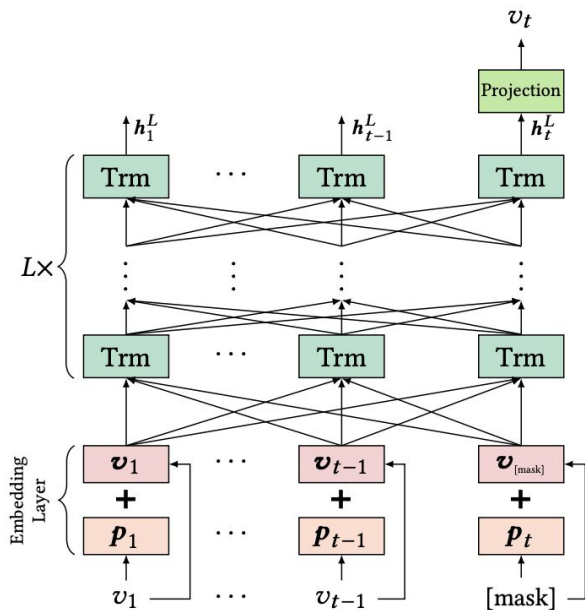 v_t
Projection
h_1^L h_{t-1}^L h_t^L
Trm ... Trm Trm
L×
Trm ... Trm Trm
Embedding
Layer
v_1 ... v_{t-1} v_{[mask]}
+ + +
p_1 ... p_{t-1} p_t
v_1 ... v_{t-1} [mask]